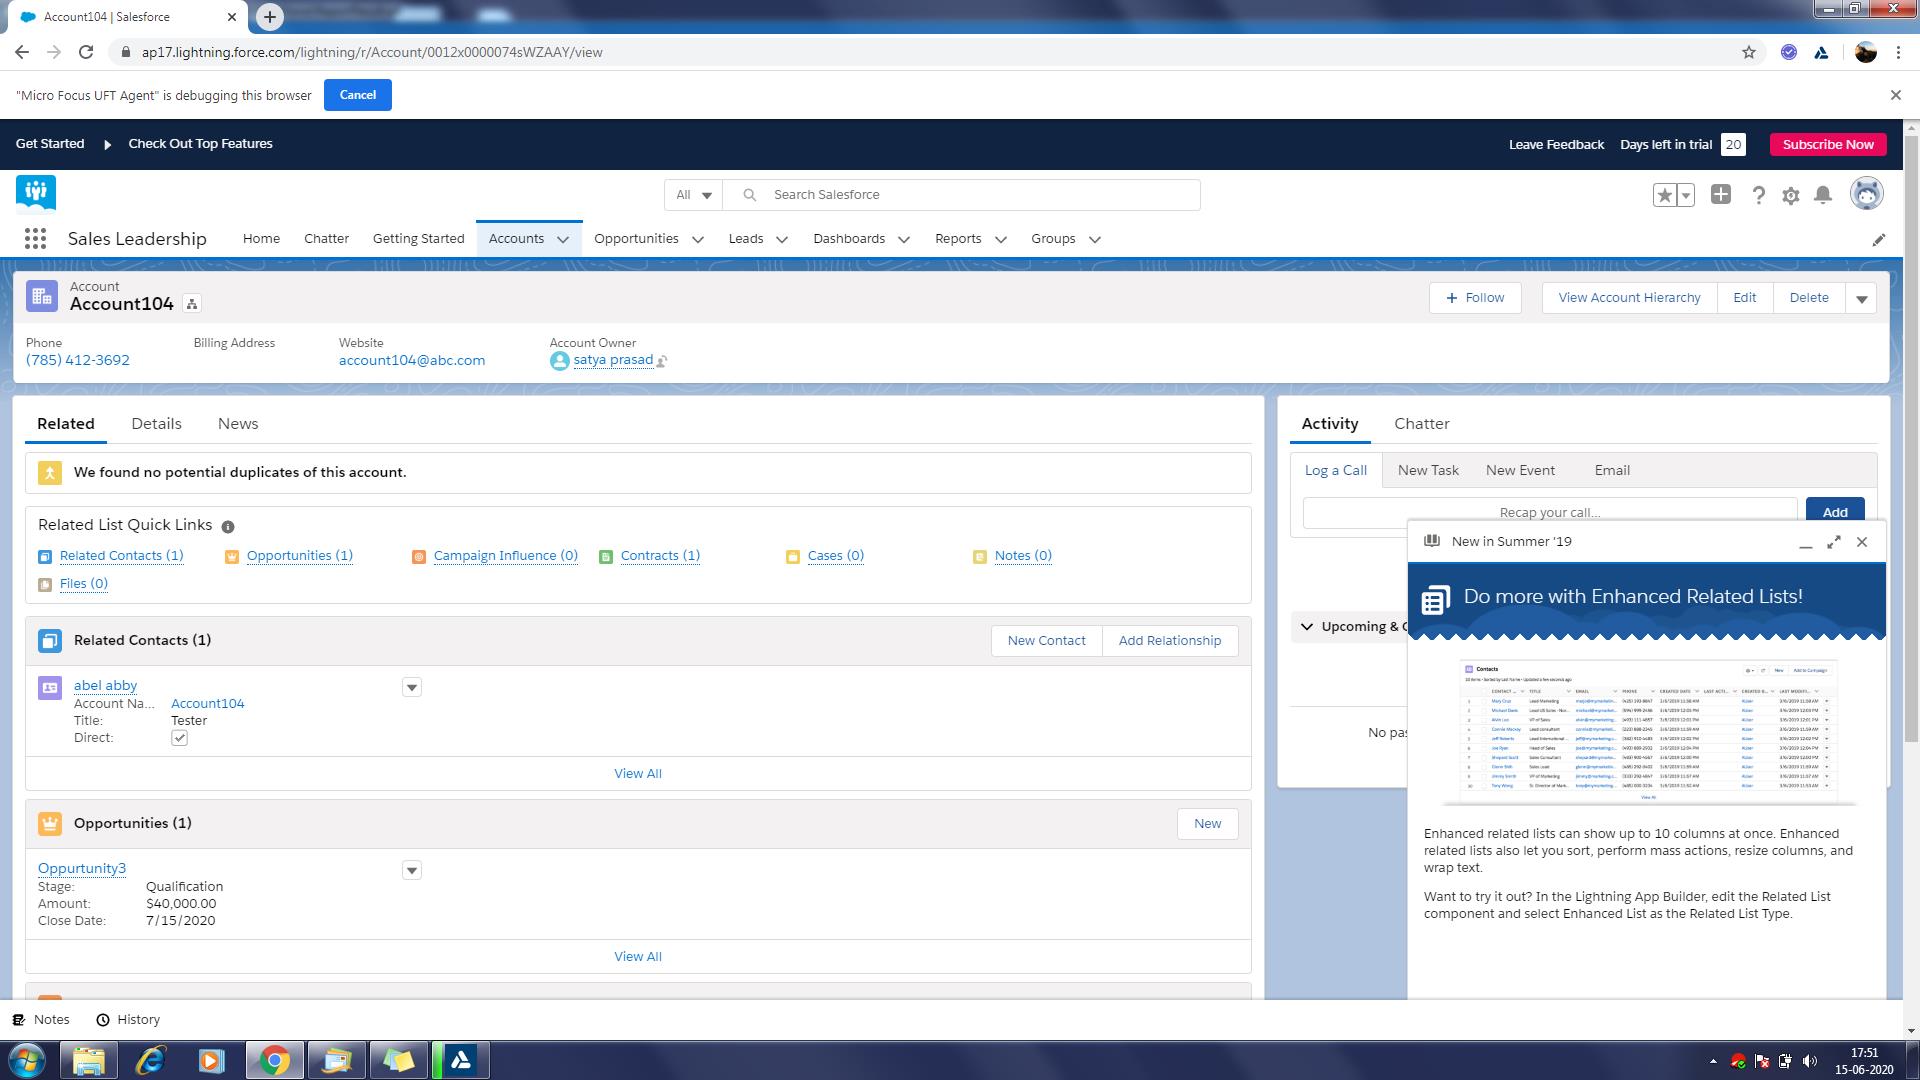 Account104 | Salesforce
ap17.lightning.force.com/lightning/r/Account/0012x0000074sWZAAY/view
"Micro Focus UFT Agent" is debugging this browser
Cancel
Get Started
Check Out Top Features
Leave Feedback
Days left in trial
20
Subscribe Now
All
Search Salesforce
Sales Leadership
Home
Chatter
Getting Started
Accounts
Opportunities
Leads
Dashboards
Reports
Groups
Account
Account104
+ Follow
View Account Hierarchy
Edit
Delete
Phone
Billing Address
Website
Account Owner
(785) 412-3692
account104@abc.com
satya prasad
Related
Details
News
We found no potential duplicates of this account.
Related List Quick Links
Related Contacts (1)
Opportunities (1)
Campaign Influence (0)
Contracts (1)
Cases (0)
Notes (0)
Files (0)
Related Contacts (1)
New Contact
Add Relationship
abel abby
Account Na... Account104
Title: Tester
Direct:
View All
Opportunities (1)
New
Oppurtunity3
Stage: Qualification
Amount: $40,000.00
Close Date: 7/15/2020
View All
Activity
Chatter
Log a Call
New Task
New Event
Email
Recap your call...
Add
Upcoming &
No pas
New in Summer '19
Do more with Enhanced Related Lists!
Contacts
New
Add to Campaign
Enhanced related lists can show up to 10 columns at once. Enhanced
related lists also let you sort, perform mass actions, resize columns, and
wrap text.
Want to try it out? In the Lightning App Builder, edit the Related List
component and select Enhanced List as the Related List Type.
Notes
History
17:51
15-06-2020